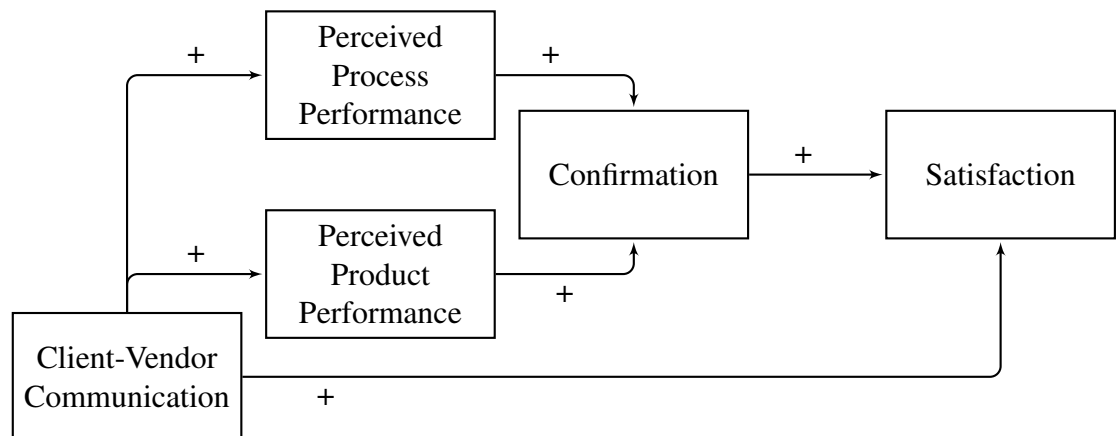 Perceived
Process
Performance
+
+
Confirmation
+
Satisfaction
Perceived
Product
Performance
+
+
Client-Vendor
Communication
+